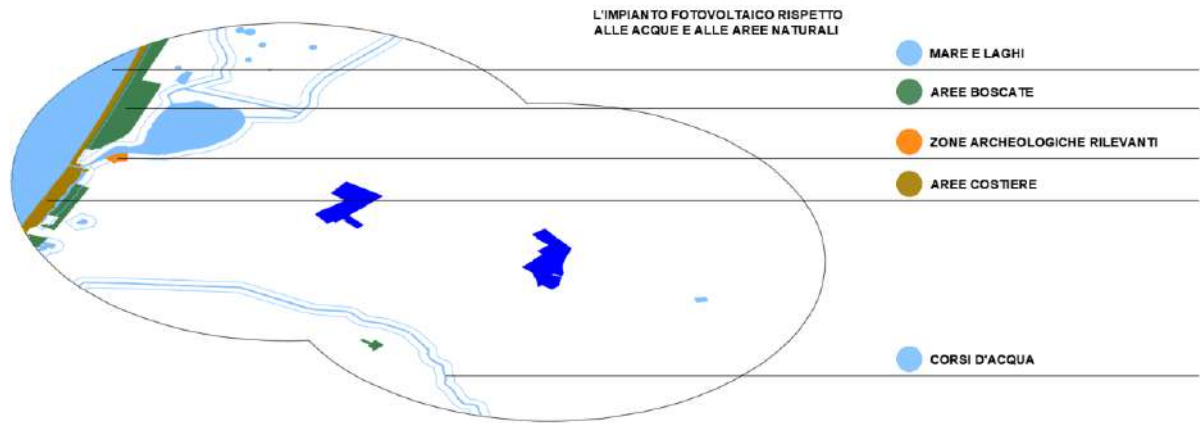 L'IMPIANTO FOTOVOLTAICO RISPETTO
ALLE ACQUE E ALLE AREE NATURALI
MARE E LAGHI
AREE BOSCATE
ZONE ARCHEOLOGICHE RILEVANTI
AREE COSTIERE
CORSI D'ACQUA